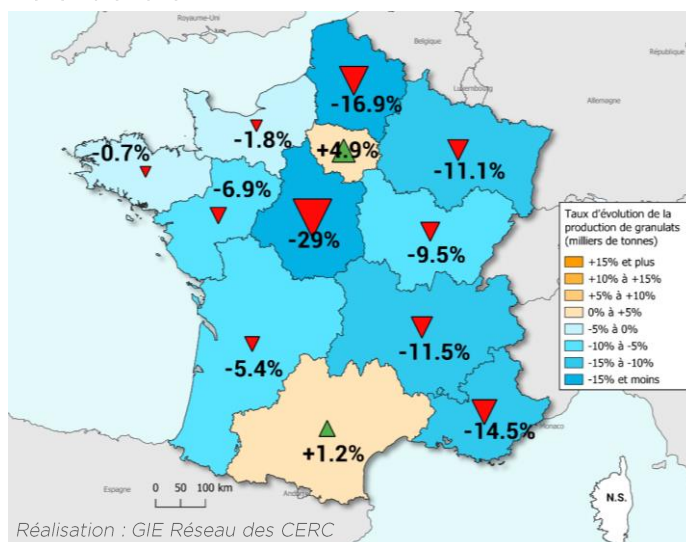 Royaume-Uni
Belgique
République
Luxembourg
Allemagne
-16.9%
-1.8%
+4.9%
-0.7%
-11.1%
-6.9%
-29%
-9.5%
Taux d'évolution de la
production de granulats
(milliers de tonnes)
+15% et plus
+10% à +15%
+5% à +10%
0% à +5%
-5% à 0%
-10% à -5%
-15% à -10%
-15% et moins
-11.5%
-5.4%
-14.5%
Monaco
+1.2%
Espagne
0 50 100 km
N.S.
Réalisation : GIE Réseau des CERC